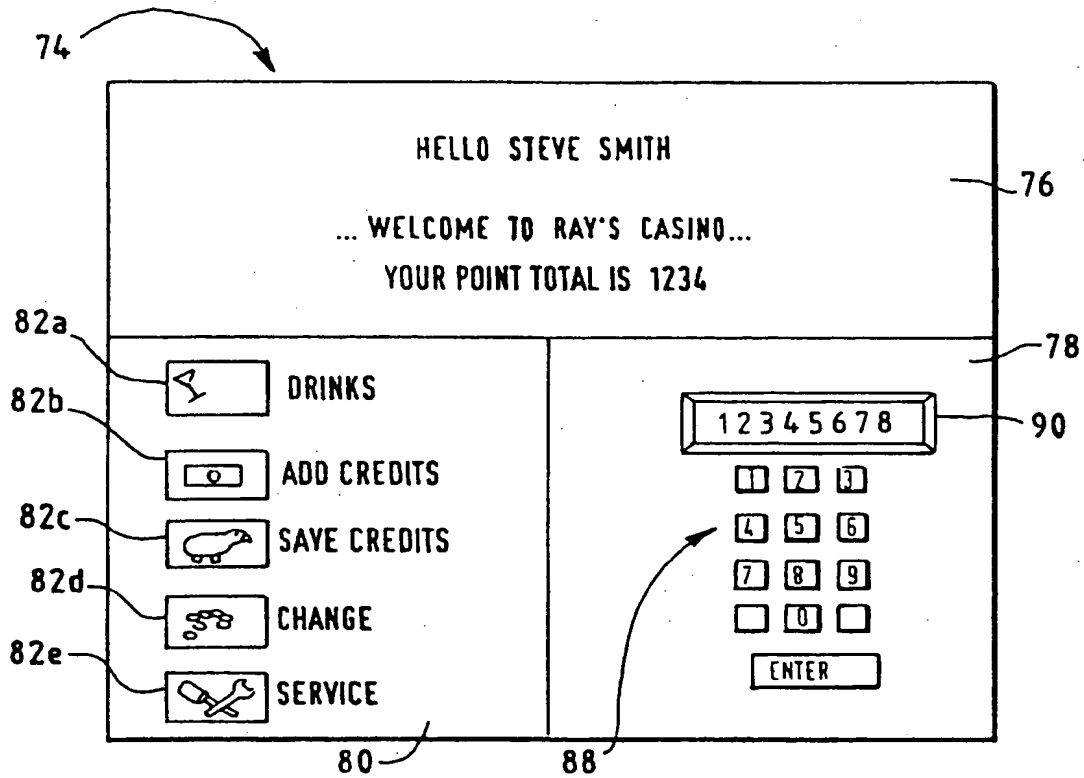 74
HELLO STEVE SMITH
76
... WELCOME TO RAY'S CASINO...
YOUR POINT TOTAL IS 1234
82a
DRINKS
82b
ADD CREDITS
82c
SAVE CREDITS
82d
CHANGE
82e
SERVICE
80
78
12345678
90
1 2 3
4 5 6
7 8 9
0
ENTER
88